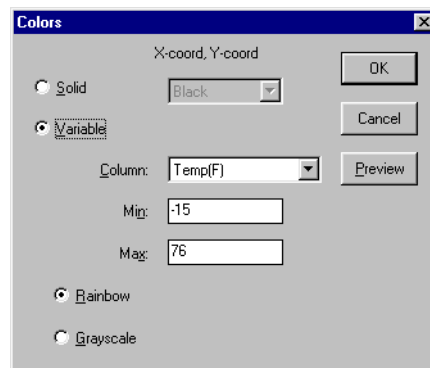 Colors
X-coord, Y-coord
OK
Solid
Black
Cancel
Variable
Column:
Temp(F)
Preview
Min:
-15
Max:
76
Rainbow
Grayscale